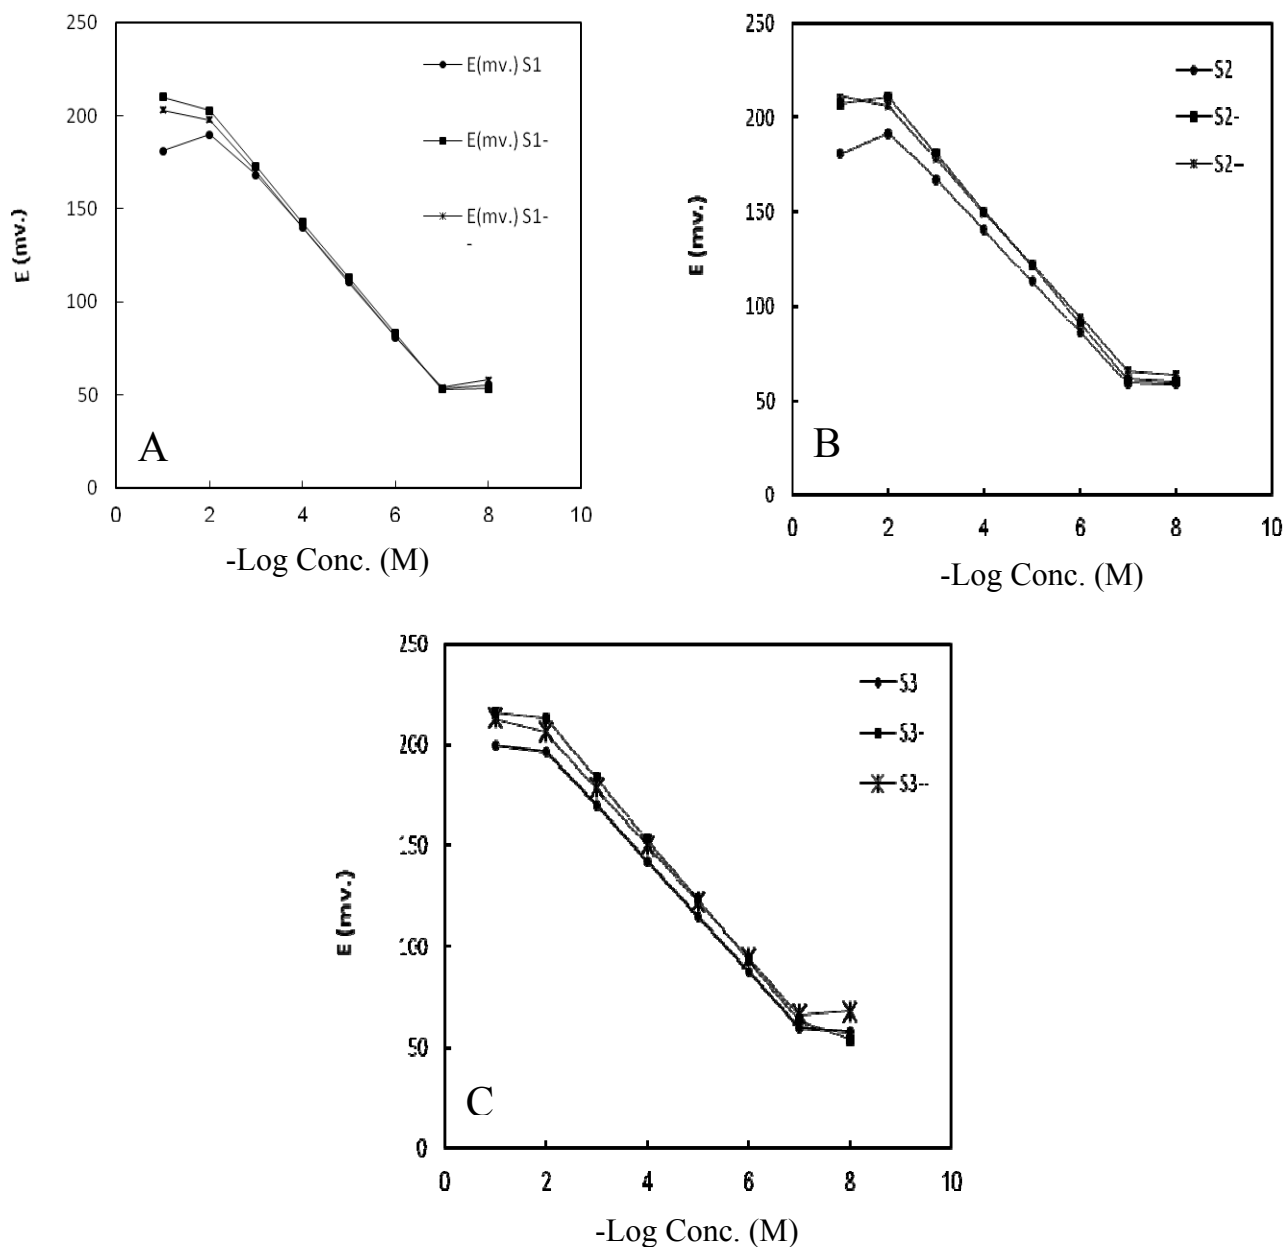 250
200
150
100
50
0
E (mv.)
E(mv.) S1
E(mv.) S1-
E(mv.) S1-
-
A
0 2 4 6 8 10
-Log Conc. (M)
250
200
150
100
50
0
E (mv.)
S2
S2-
S2--
B
0 2 4 6 8 10
-Log Conc. (M)
250
200
150
100
50
0
E (mv.)
S3
S3-
S3--
C
0 2 4 6 8 10
-Log Conc. (M)